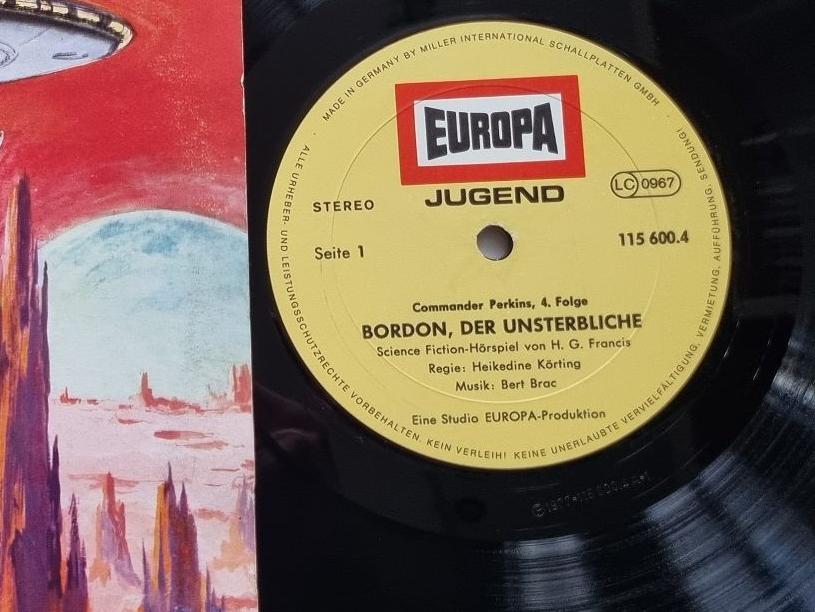 MADE IN GERMANY BY MILLER INTERNATIONAL SCHALLPLATTEN GMBH
EUROPA
JUGEND
STEREO
LC 0967
Seite 1
115 600.4
Commander Perkins, 4. Folge
BORDON, DER UNSTERBLICHE
Science Fiction-Hörspiel von H. G. Francis
Regie: Heikedine Körting
Musik: Bert Brac
Eine Studio EUROPA-Produktion
ALLE URHEBER- UND LEISTUNGSSCHUTZRECHTE VORBEHALTEN. KEIN VERLEIH! KEINE UNERLAUBTE VERVIELFÄLTIGUNG, VERMIETUNG, AUFFÜHRUNG, SENDUNG!